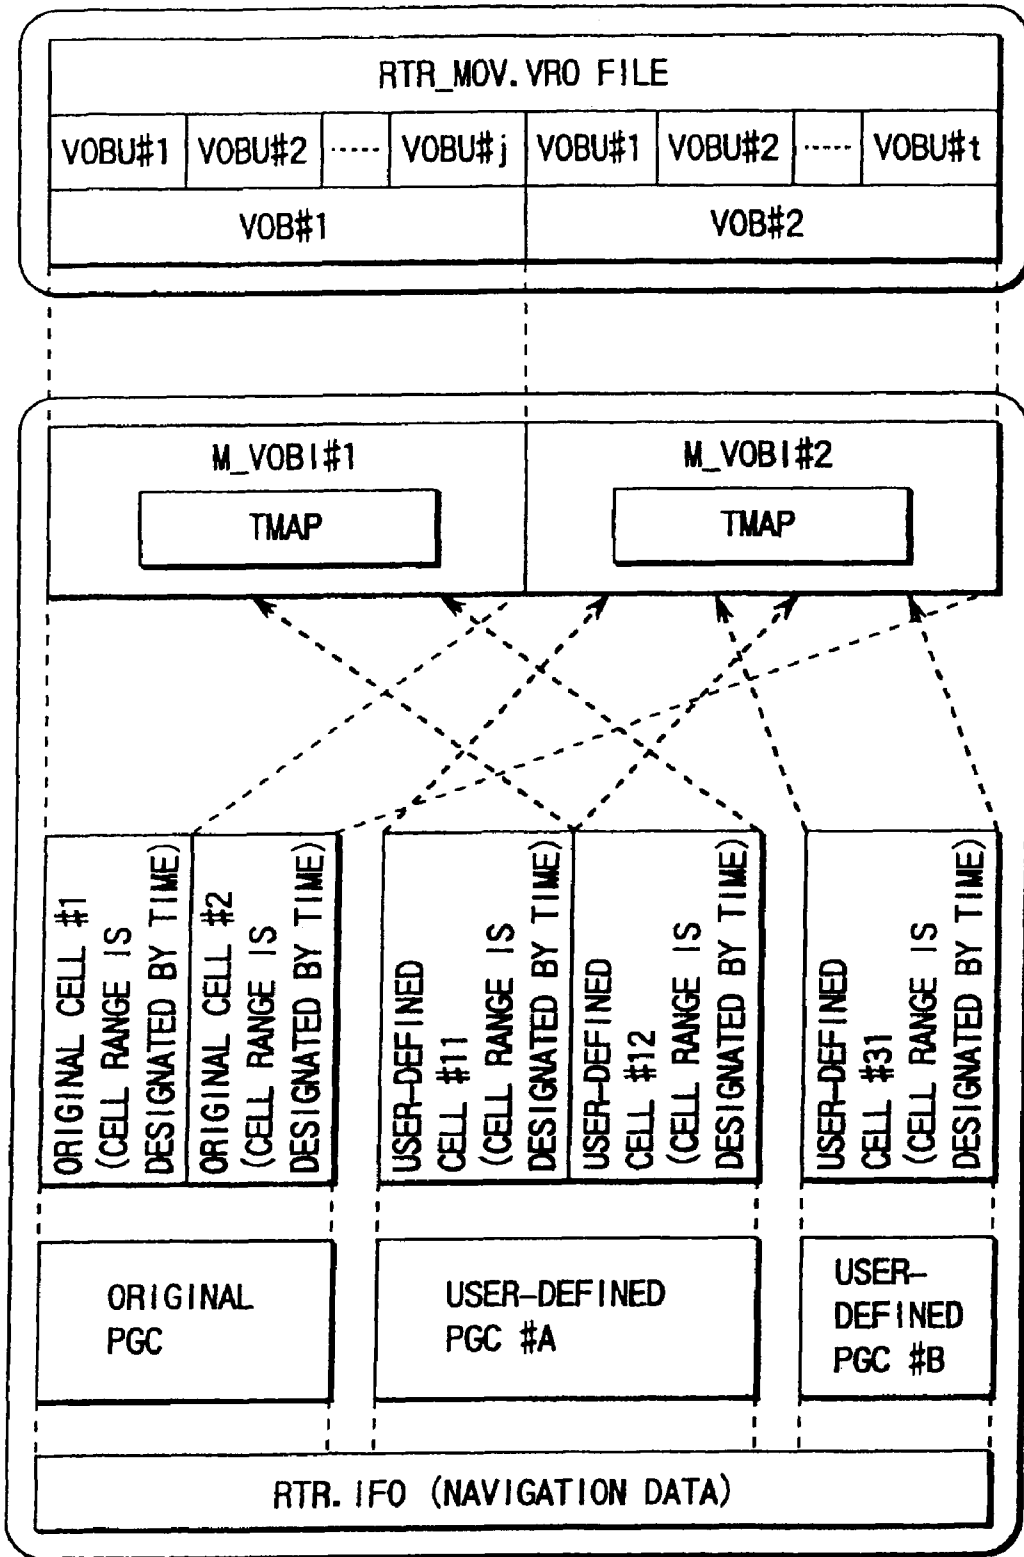 RTR_MOV.VRO FILE
VOBU#1 VOBU#2 ····· VOBU#j VOBU#1 VOBU#2 ····· VOBU#t
VOB#1 VOB#2
M_VOBI#1 M_VOBI#2
TMAP TMAP
ORIGINAL CELL #1
(CELL RANGE IS
DESIGNATED BY TIME)
ORIGINAL CELL #2
(CELL RANGE IS
DESIGNATED BY TIME)
USER-DEFINED
CELL #11
(CELL RANGE IS
DESIGNATED BY TIME)
USER-DEFINED
CELL #12
(CELL RANGE IS
DESIGNATED BY TIME)
USER-DEFINED
CELL #31
(CELL RANGE IS
DESIGNATED BY TIME)
ORIGINAL
PGC
USER-DEFINED
PGC #A
USER-
DEFINED
PGC #B
RTR.IFO (NAVIGATION DATA)